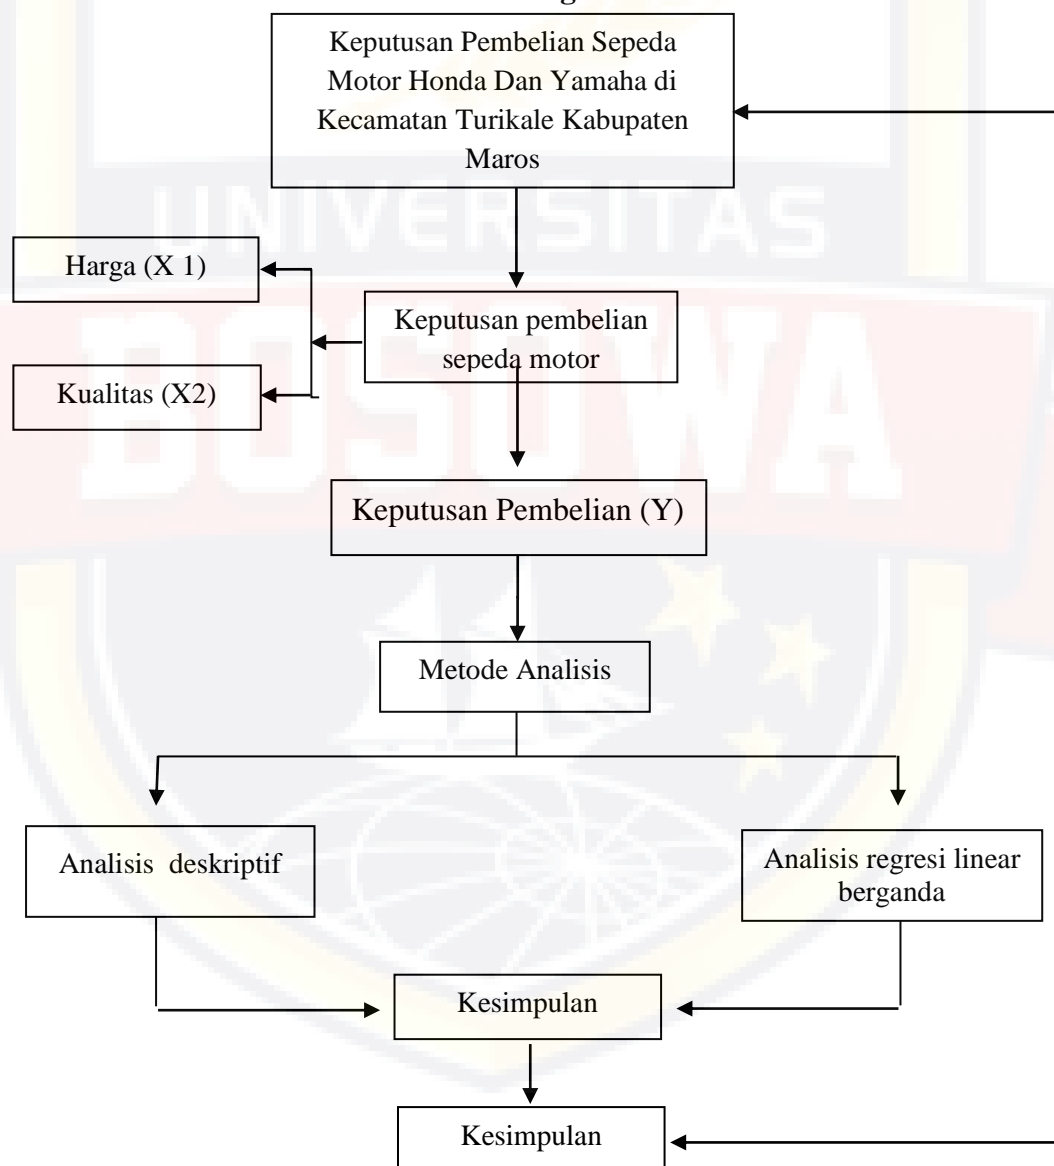 Keputusan Pembelian Sepeda
Motor Honda Dan Yamaha di
Kecamatan Turikale Kabupaten
Maros
UNIVERSITAS
Harga (X 1)
Keputusan pembelian
sepeda motor
Kualitas (X2)
BOSOWA
Keputusan Pembelian (Y)
Metode Analisis
Analisis deskriptif
Analisis regresi linear
berganda
Kesimpulan
Kesimpulan